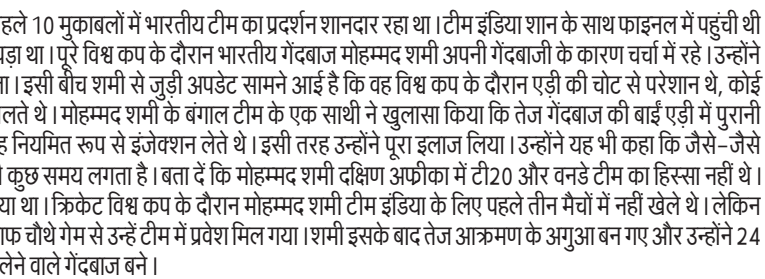 हले 10 मुकाबलों में भारतीय टीम का प्रदर्शन शानदार रहा था । टीम इंडिया शान के साथ फाइनल में पहुंची थी
पड़ा था । पूरे विश्व कप के दौरान भारतीय गेंदबाज मोहम्मद शमी अपनी गेंदबाजी के कारण चर्चा में रहे । उन्होंने
ा । इसी बीच शमी से जुड़ी अपडेट सामने आई है कि वह विश्व कप के दौरान एड़ी की चोट से परेशान थे, कोई
लते थे । मोहम्मद शमी के बंगाल टीम के एक साथी ने खुलासा किया कि तेज गेंदबाज की बाईं एड़ी में पुरानी
ह नियमित रूप से इंजेक्शन लेते थे । इसी तरह उन्होंने पूरा इलाज लिया । उन्होंने यह भी कहा कि जैसे-जैसे
कुछ समय लगता है । बता दें कि मोहम्मद शमी दक्षिण अफ्रीका में टी20 और वनडे टीम का हिस्सा नहीं थे ।
या था । क्रिकेट विश्व कप के दौरान मोहम्मद शमी टीम इंडिया के लिए पहले तीन मैचों में नहीं खेले थे । लेकिन
ाफ चौथे गेम से उन्हें टीम में प्रवेश मिल गया । शमी इसके बाद तेज आक्रमण के अगुआ बन गए और उन्होंने 24
लेने वाले गेंदबाज बने ।